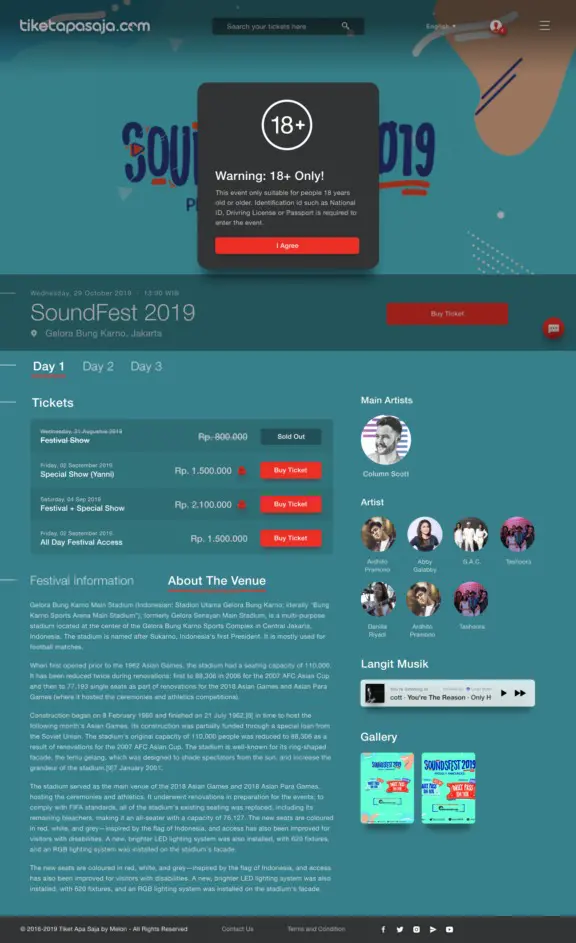 tiketapasaja.com
Search your tickets here
English
SOUND 2019
18+
Warning: 18+ Only!
This event only suitable for people 18 years
old or older. Identification id such as National
ID, Drivring License or Passport is required to
enter the event.
I Agree
Wednesday, 29 October 2019 | 13:00 WIB
SoundFest 2019
Buy Ticket
Gelora Bung Karno, Jakarta
Day 1 Day 2 Day 3
Tickets
Wednesday, 21 Augustus 2019
Festival Show
Rp. 800.000
Sold Out
Friday, 02 September 2019
Special Show (Yanni)
Rp. 1.500.000
Buy Ticket
Saturday, 04 Sep 2019
Festival + Special Show
Rp. 2.100.000
Buy Ticket
Friday, 02 September 2019
All Day Festival Access
Rp. 1.500.000
Buy Ticket
Main Artists
Column Scott
Artist
Ardhito
Pramono
Abby
Galabby
S.A.C.
Teehoora
Danilla
Riyadi
Ardhito
Pramono
Teehoora
Festival Information About The Venue
Gelora Bung Karno Main Stadium (Indonesian: Stadion Utama Gelora Bung Karno; literally "Bung
Karno Sports Arena Main Stadium"); formerly Gelora Senayan Main Stadium, is a multi-purpose
stadium located at the center of the Gelora Bung Karno Sports Complex in Central Jakarta,
Indonesia. The stadium is named after Sukarno, Indonesia's first President. It is mostly used for
football matches.
When first opened prior to the 1962 Asian Games, the stadium had a seating capacity of 110,000.
It has been reduced twice during renovations: first to 88,306 in 2006 for the 2007 AFC Asian Cup
and then to 77,193 single seats as part of renovations for the 2018 Asian Games and Asian Para
Games (where it hosted the ceremonies and athletics competitions).
Construction began on 8 February 1960 and finished on 21 July 1962,[8] in time to host the
following month's Asian Games. Its construction was partially funded through a special loan from
the Soviet Union. The stadium's original capacity of 110,000 people was reduced to 88,306 as a
result of renovations for the 2007 AFC Asian Cup. The stadium is well-known for its ring-shaped
facade, the temu gelang, which was designed to shade spectators from the sun, and increase the
grandeur of the stadium.[9]? January 2001.
The stadium served as the main venue of the 2018 Asian Games and 2018 Asian Para Games,
hosting the ceremonies and athletics. It underwent renovations in preparation for the events; to
comply with FIFA standards, all of the stadium's existing seating was replaced, including its
remaining bleachers, making it an all-seater with a capacity of 76,127. The new seats are coloured
in red, white, and grey—inspired by the flag of Indonesia, and access has also been improved for
visitors with disabilities. A new, brighter LED lighting system was installed, with 620 fixtures,
and an RGB lighting system was installed on the stadium's facade.
The new seats are coloured in red, white, and grey—inspired by the flag of Indonesia, and access
has also been improved for visitors with disabilities. A new, brighter LED lighting system was
installed, with 620 fixtures, and an RGB lighting system was installed on the stadium's facade
Langit Musik
You're listening in
cott - You're The Reason - Only H
Gallery
SOUNDSFEST 2019
MEET YOU
SOUNDSFEST 2019
MEET YOU
© 2016-2019 Tiket Apa Saja by Melon - All Rights Reserved
Contact Us
Terms and Condition